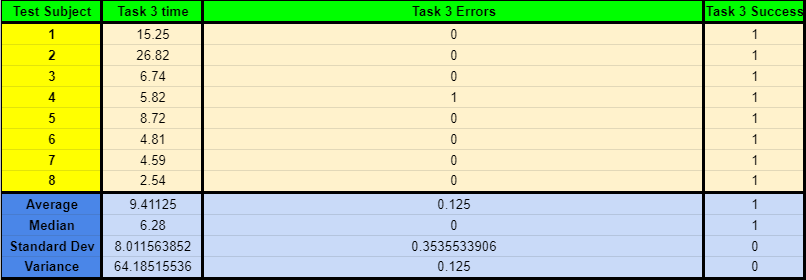 Test Subject Task 3 time Task 3 Errors Task 3 Success
1 15.25 0 1
2 26.82 0 1
3 6.74 0 1
4 5.82 1 1
5 8.72 0 1
6 4.81 0 1
7 4.59 0 1
8 2.54 0 1
Average 9.41125 0.125 1
Median 6.28 0 1
Standard Dev 8.011563852 0.3535533906 0
Variance 64.18515536 0.125 0